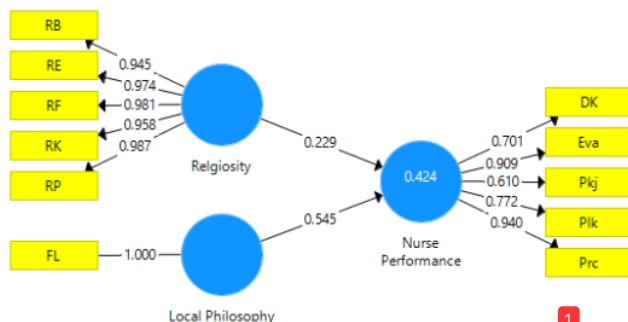 RB
RE
RF
RK
RP
0.945
0.974
0.981
0.958
0.987
Relgiosity
0.229
FL
1.000
Local Philosophy
0.545
0.424
Nurse
Performance
0.701
0.909
0.610
0.772
0.940
DK
Eva
Pkj
Plk
Prc
1